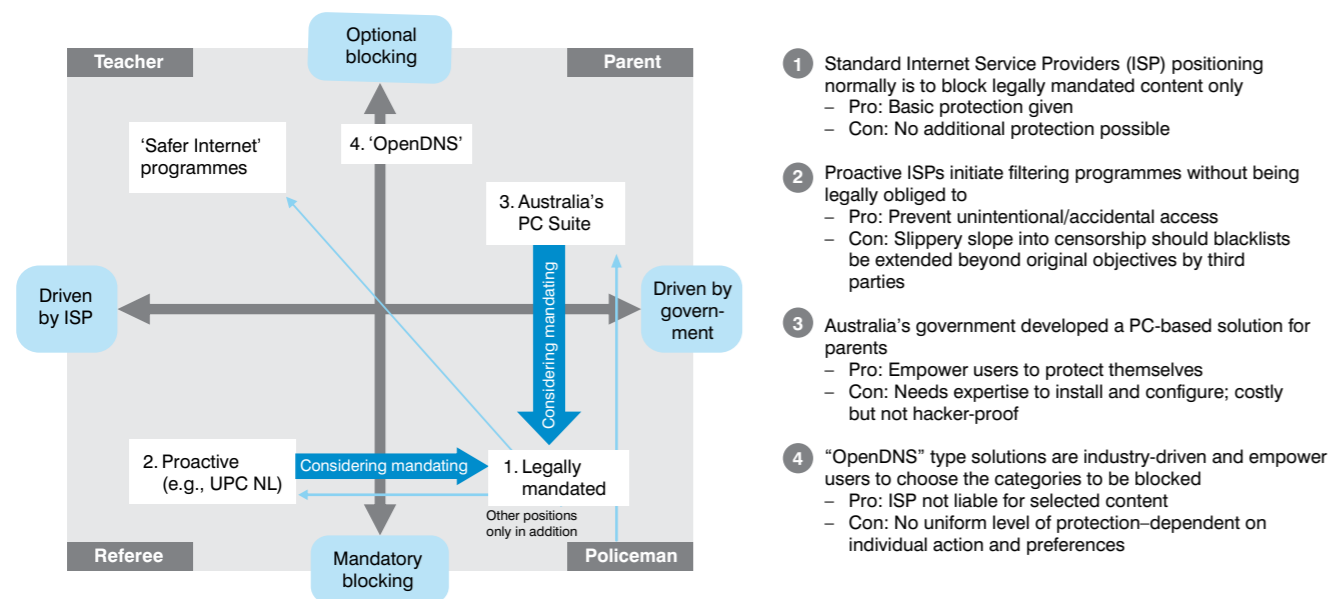 Optional
blocking
Teacher
Parent
'Safer Internet'
programmes
4. 'OpenDNS'
3. Australia's
PC Suite
Considering mandating
Driven
by ISP
Driven by
govern-
ment
2. Proactive
(e.g., UPC NL)
Considering mandating
1. Legally
mandated
Other positions
only in addition
Referee
Policeman
Mandatory
blocking
1 Standard Internet Service Providers (ISP) positioning
normally is to block legally mandated content only
– Pro: Basic protection given
– Con: No additional protection possible
2 Proactive ISPs initiate filtering programmes without being
legally obliged to
– Pro: Prevent unintentional/accidental access
– Con: Slippery slope into censorship should blacklists
be extended beyond original objectives by third
parties
3 Australia's government developed a PC-based solution for
parents
– Pro: Empower users to protect themselves
– Con: Needs expertise to install and configure; costly
but not hacker-proof
4 "OpenDNS" type solutions are industry-driven and empower
users to choose the categories to be blocked
– Pro: ISP not liable for selected content
– Con: No uniform level of protection–dependent on
individual action and preferences